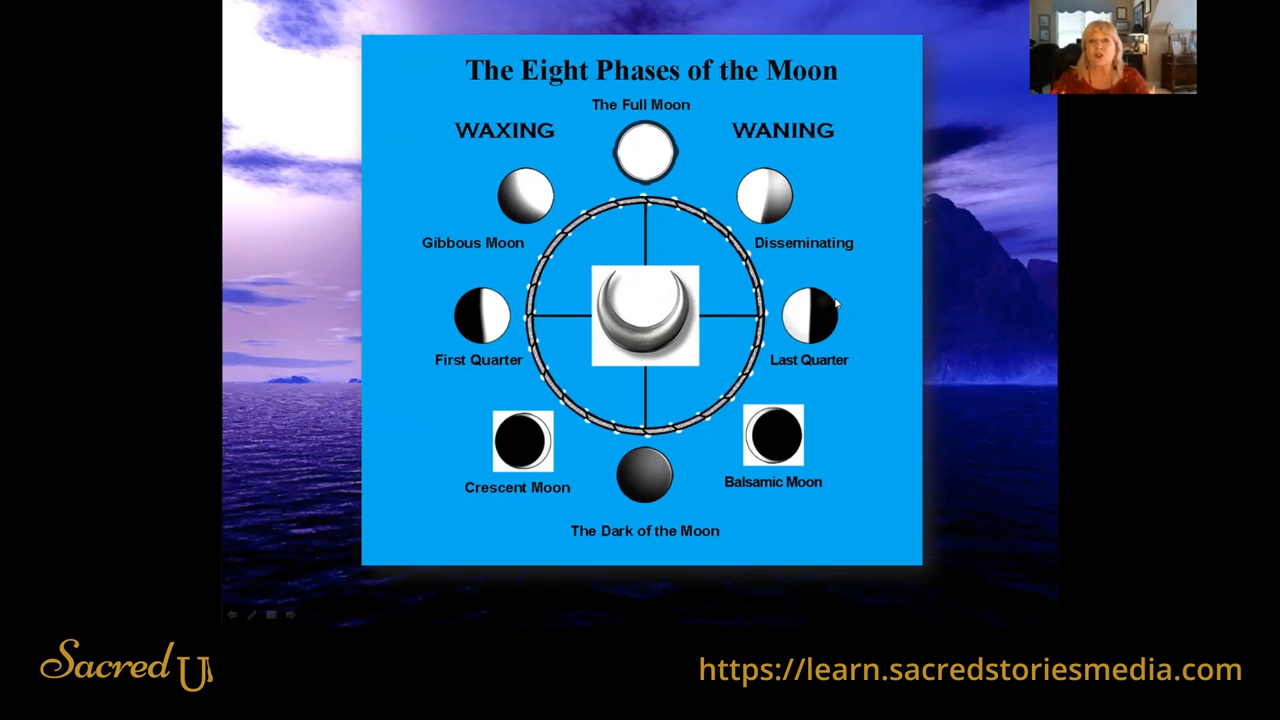 The Eight Phases of the Moon
The Full Moon
WAXING
WANING
Gibbous Moon
Disseminating
First Quarter
Last Quarter
Crescent Moon
Balsamic Moon
The Dark of the Moon
Sacred U
https://learn.sacredstoriesmedia.com